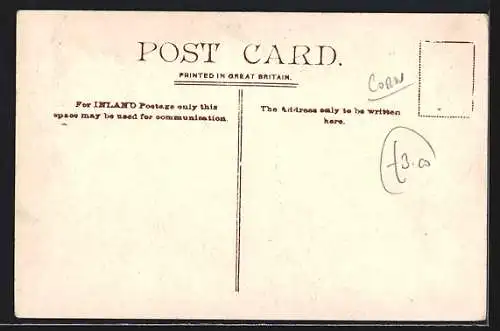 POST CARD.
PRINTED IN GREAT BRITAIN.
For INLAND Postage only this
space may be used for communication.
The Address only to be written
here.
CORN
£3.00